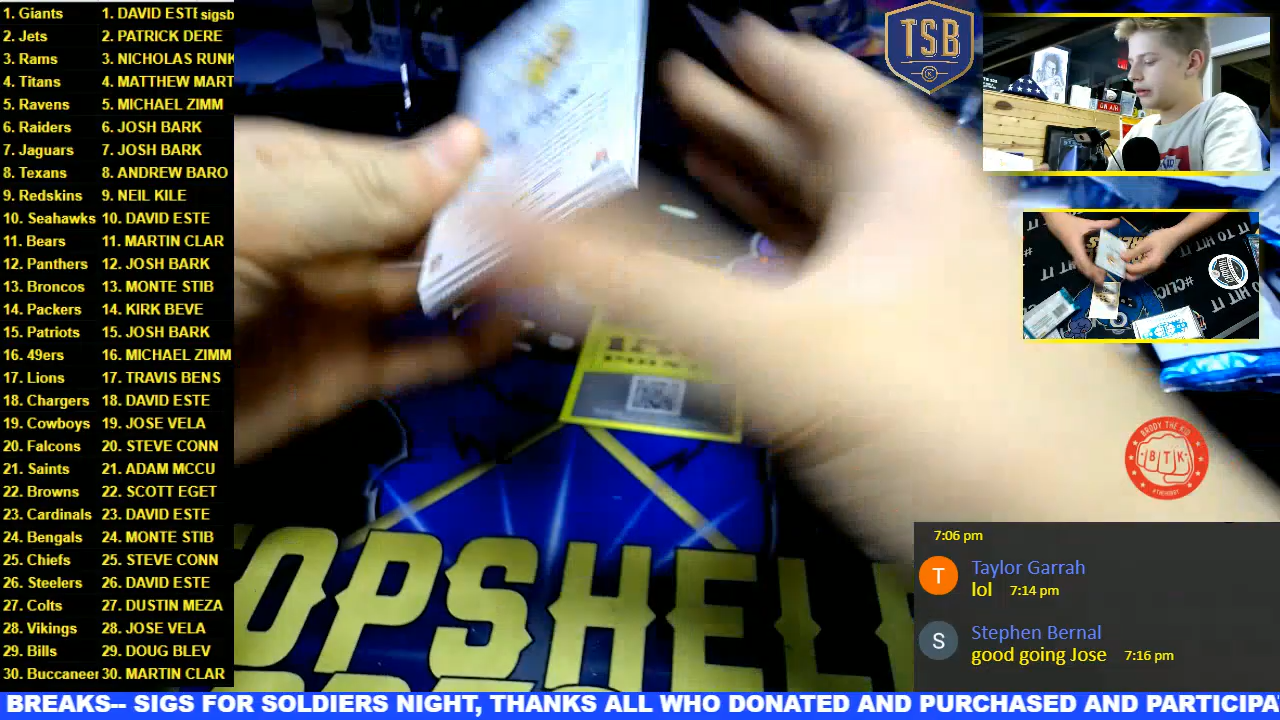 1. Giants 1. DAVID ESTE sigsb
2. Jets 2. PATRICK DERE
3. Rams 3. NICHOLAS RUNK
4. Titans 4. MATTHEW MART
5. Ravens 5. MICHAEL ZIMM
6. Raiders 6. JOSH BARK
7. Jaguars 7. JOSH BARK
8. Texans 8. ANDREW BARO
9. Redskins 9. NEIL KILE
10. Seahawks 10. DAVID ESTE
11. Bears 11. MARTIN CLAR
12. Panthers 12. JOSH BARK
13. Broncos 13. MONTE STIB
14. Packers 14. KIRK BEVE
15. Patriots 15. JOSH BARK
16. 49ers 16. MICHAEL ZIMM
17. Lions 17. TRAVIS BENS
18. Chargers 18. DAVID ESTE
19. Cowboys 19. JOSE VELA
20. Falcons 20. STEVE CONN
21. Saints 21. ADAM MCCU
22. Browns 22. SCOTT EGET
23. Cardinals 23. DAVID ESTE
24. Bengals 24. MONTE STIB
25. Chiefs 25. STEVE CONN
26. Steelers 26. DAVID ESTE
27. Colts 27. DUSTIN MEZA
28. Vikings 28. JOSE VELA
29. Bills 29. DOUG BLEV
30. Buccaneer 30. MARTIN CLAR
TSB
ON AIR
BRODY THE KID
BTK
OPSHEL
7:06 pm
T Taylor Garrah
lol 7:14 pm
S Stephen Bernal
good going Jose 7:16 pm
BREAKS-- SIGS FOR SOLDIERS NIGHT, THANKS ALL WHO DONATED AND PURCHASED AND PARTICIPA